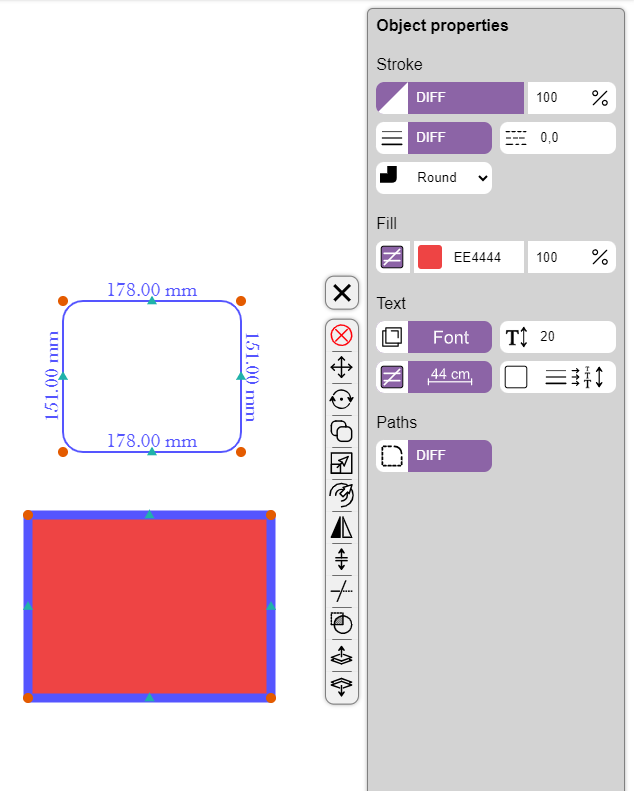 Object properties
Stroke
DIFF 100 %
DIFF 0,0
Round
Fill
EE4444 100 %
Text
Font T 20
44 cm T T
Paths
DIFF
178.00 mm
151.00 mm 151.00 mm
178.00 mm